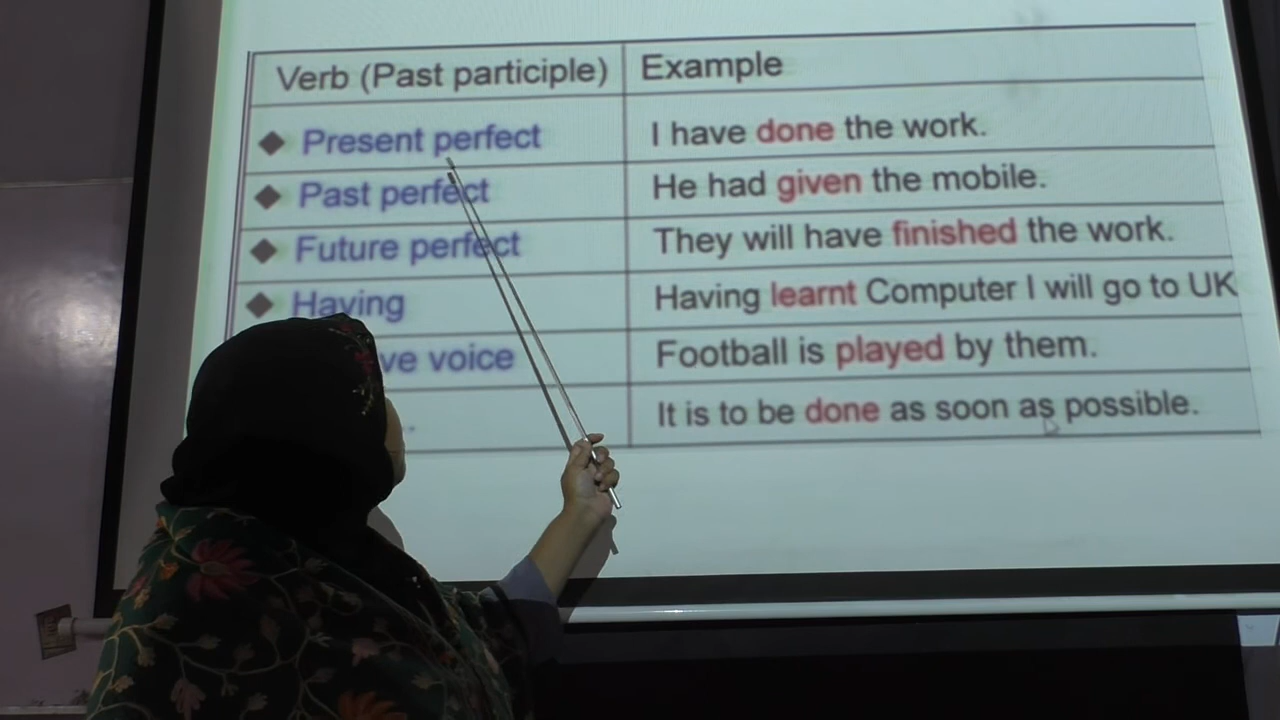 Verb (Past participle) Example
◆ Present perfect I have done the work.
◆ Past perfect He had given the mobile.
◆ Future perfect They will have finished the work.
◆ Having Having learnt Computer I will go to UK
ve voice Football is played by them.
It is to be done as soon as possible.